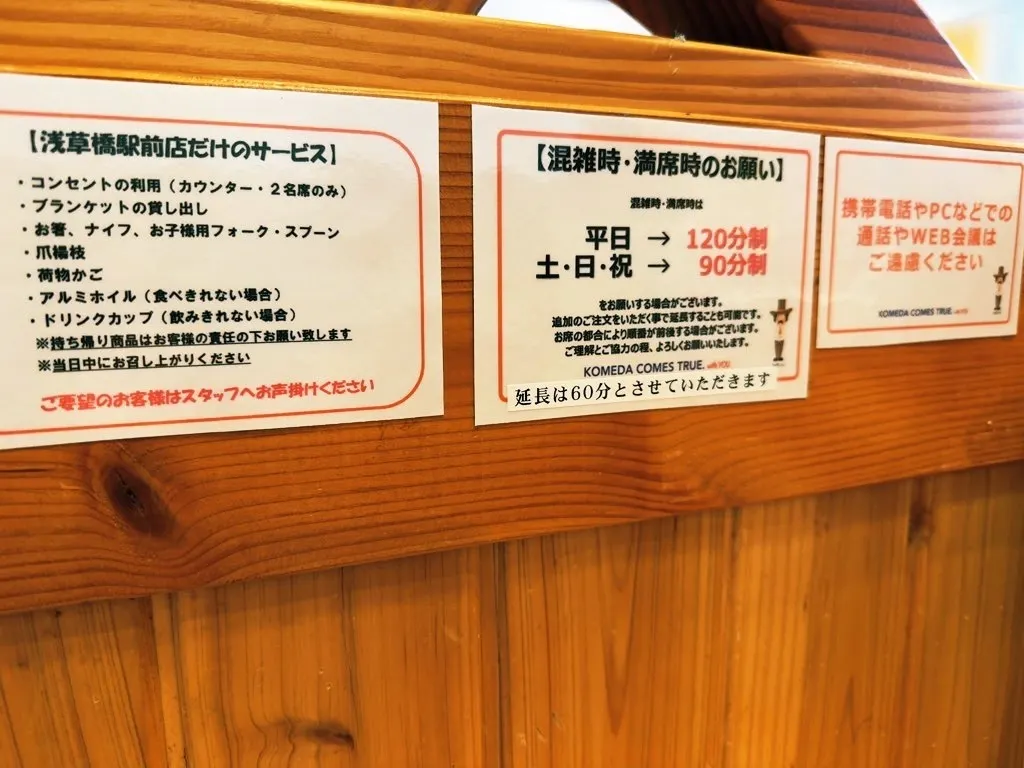 【浅草橋駅前店だけのサービス】
・コンセントの利用（カウンター・２名席のみ）
・ブランケットの貸し出し
・お箸、ナイフ、お子様用フォーク・スプーン
・爪楊枝
・荷物かご
・アルミホイル（食べきれない場合）
・ドリンクカップ（飲みきれない場合）
※持ち帰り商品はお客様の責任の下お願い致します
※当日中にお召し上がりください
ご要望のお客様はスタッフへお声掛けください
【混雑時・満席時のお願い】
混雑時・満席時は
平日 → 120分制
土・日・祝 → 90分制
をお願いする場合がございます。
追加のご注文をいただく事で延長することも可能です。
お席の都合により順番が前後する場合がございます。
ご理解とご協力の程、よろしくお願いいたします。
KOMEDA COMES TRUE. with YOU
延長は60分とさせていただきます
携帯電話やPCなどでの
通話やWEB会議は
ご遠慮ください
KOMEDA COMES TRUE. with YOU